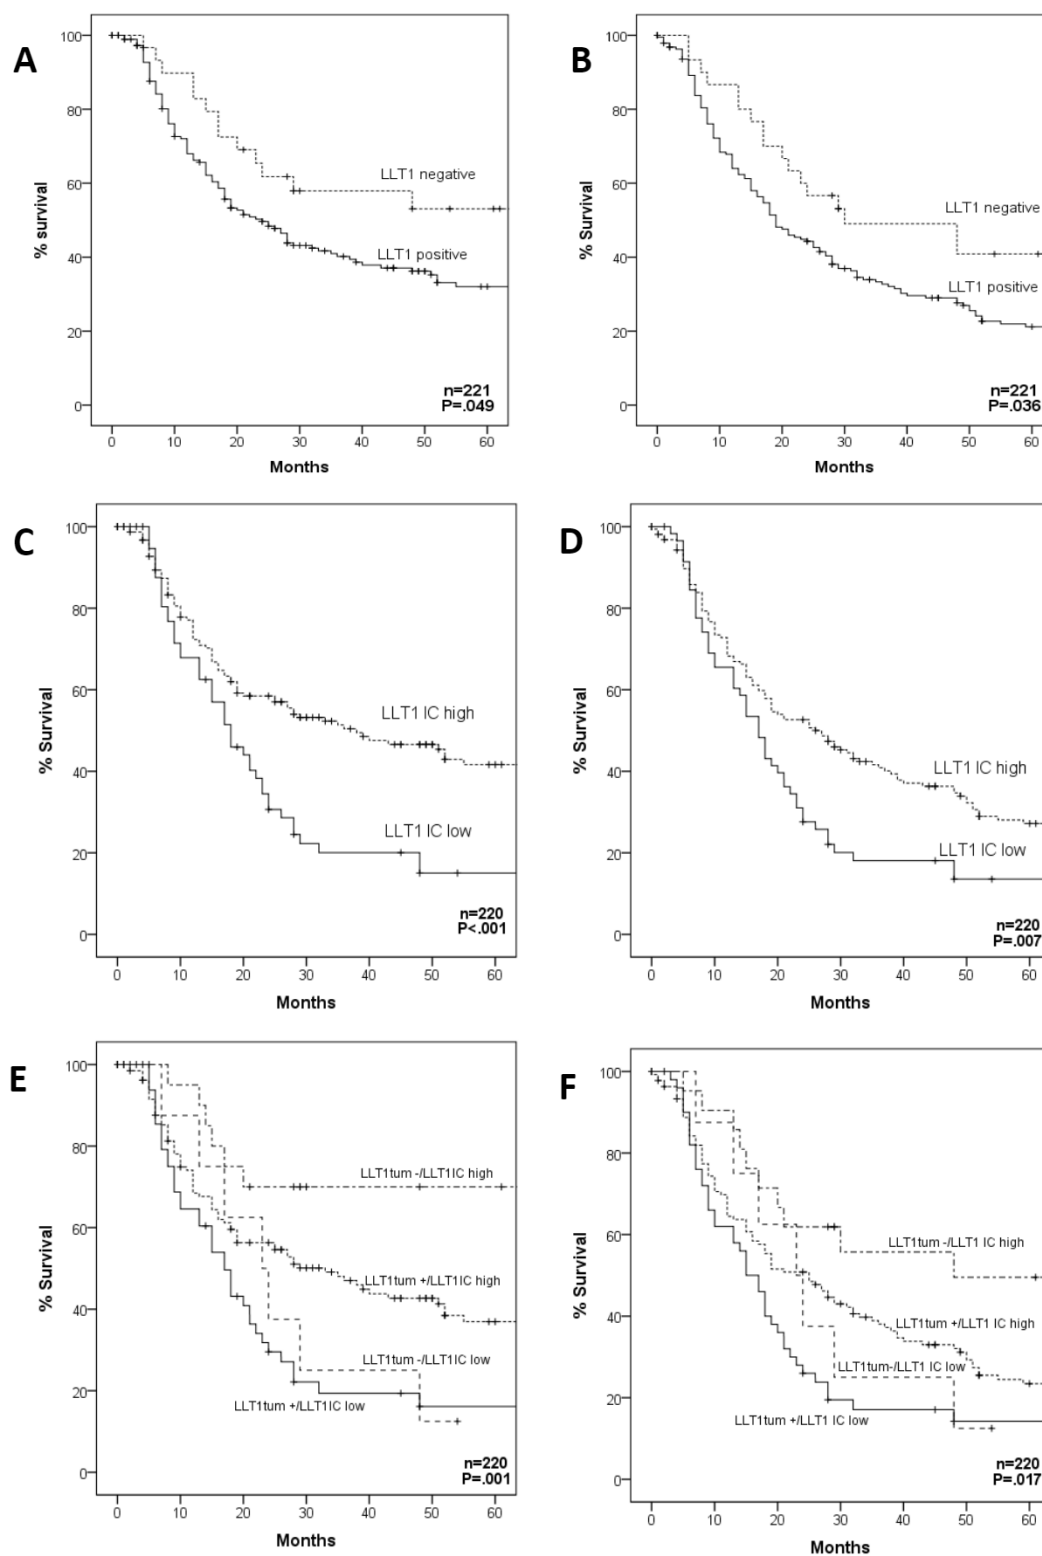 A
% survival
100
80
60
40
20
0
LLT1 negative
LLT1 positive
n=221
P=.049
0 10 20 30 40 50 60
Months
B
% Survival
100
80
60
40
20
0
LLT1 negative
LLT1 positive
n=221
P=.036
0 10 20 30 40 50 60
Months
C
% Survival
100
80
60
40
20
0
LLT1 IC high
LLT1 IC low
n=220
P<.001
0 10 20 30 40 50 60
Months
D
% Survival
100
80
60
40
20
0
LLT1 IC high
LLT1 IC low
n=220
P=.007
0 10 20 30 40 50 60
Months
E
% Survival
100
80
60
40
20
0
LLT1tum -/LLT1IC high
LLT1tum +/LLT1IC high
LLT1tum -/LLT1IC low
LLT1tum +/LLT1IC low
n=220
P=.001
0 10 20 30 40 50 60
Months
F
% Survival
100
80
60
40
20
0
LLT1tum -/LLT1 IC high
LLT1tum +/LLT1 IC high
LLT1tum-/LLT1 IC low
LLT1tum +/LLT1 IC low
n=220
P=.017
0 10 20 30 40 50 60
Months